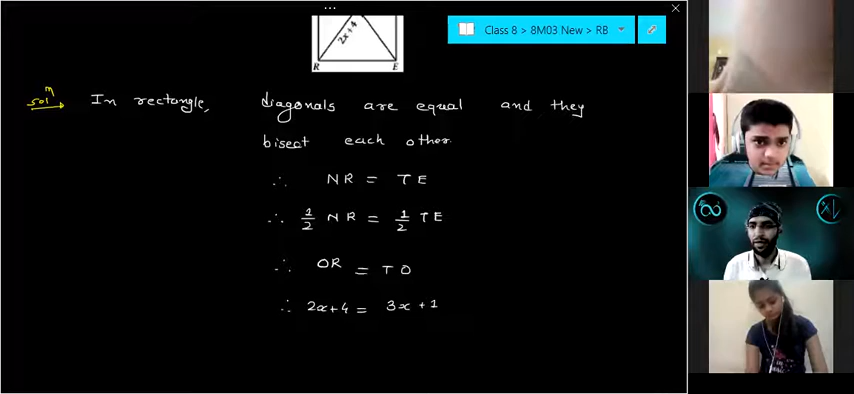 Class 8 > 8M03 New > RB
2x+4
R E
solⁿ In rectangle, diagonals are equal and they
bisect each other.
∴ NR = TE
∴ 1/2 NR = 1/2 TE
∴ OR = TO
∴ 2x+4 = 3x+1